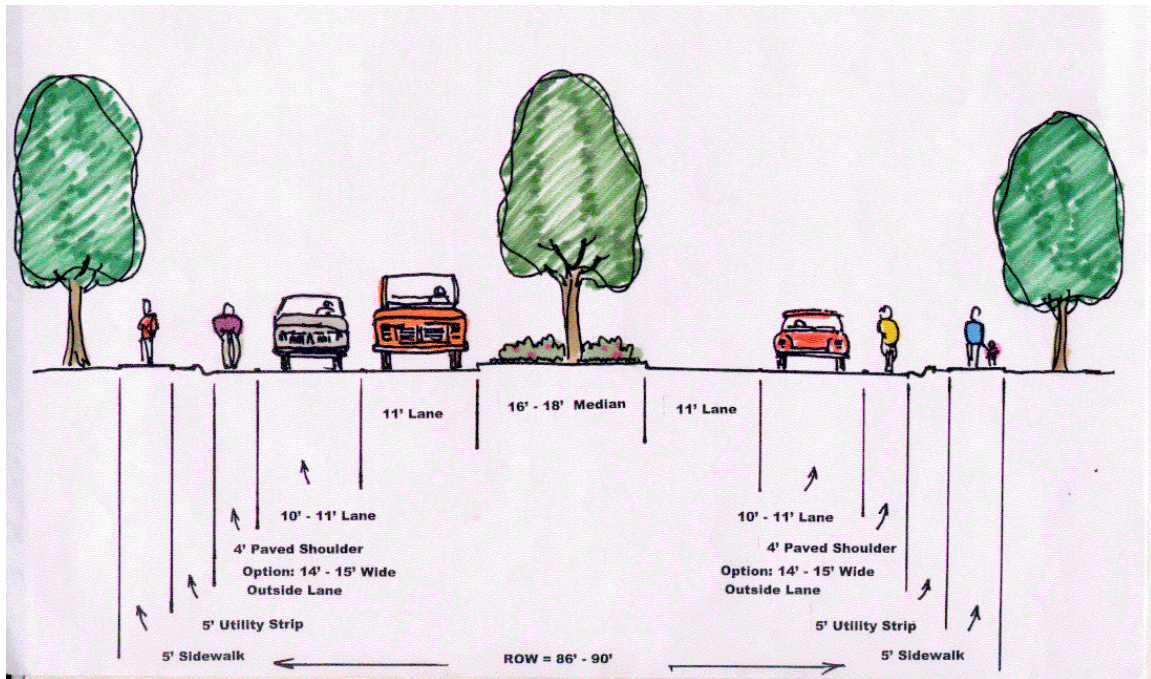 11' Lane
16' - 18' Median
11' Lane
10' - 11' Lane
10' - 11' Lane
4' Paved Shoulder
4' Paved Shoulder
Option: 14' - 15' Wide
Outside Lane
Option: 14' - 15' Wide
Outside Lane
5' Utility Strip
5' Utility Strip
5' Sidewalk
ROW = 86' - 90'
5' Sidewalk